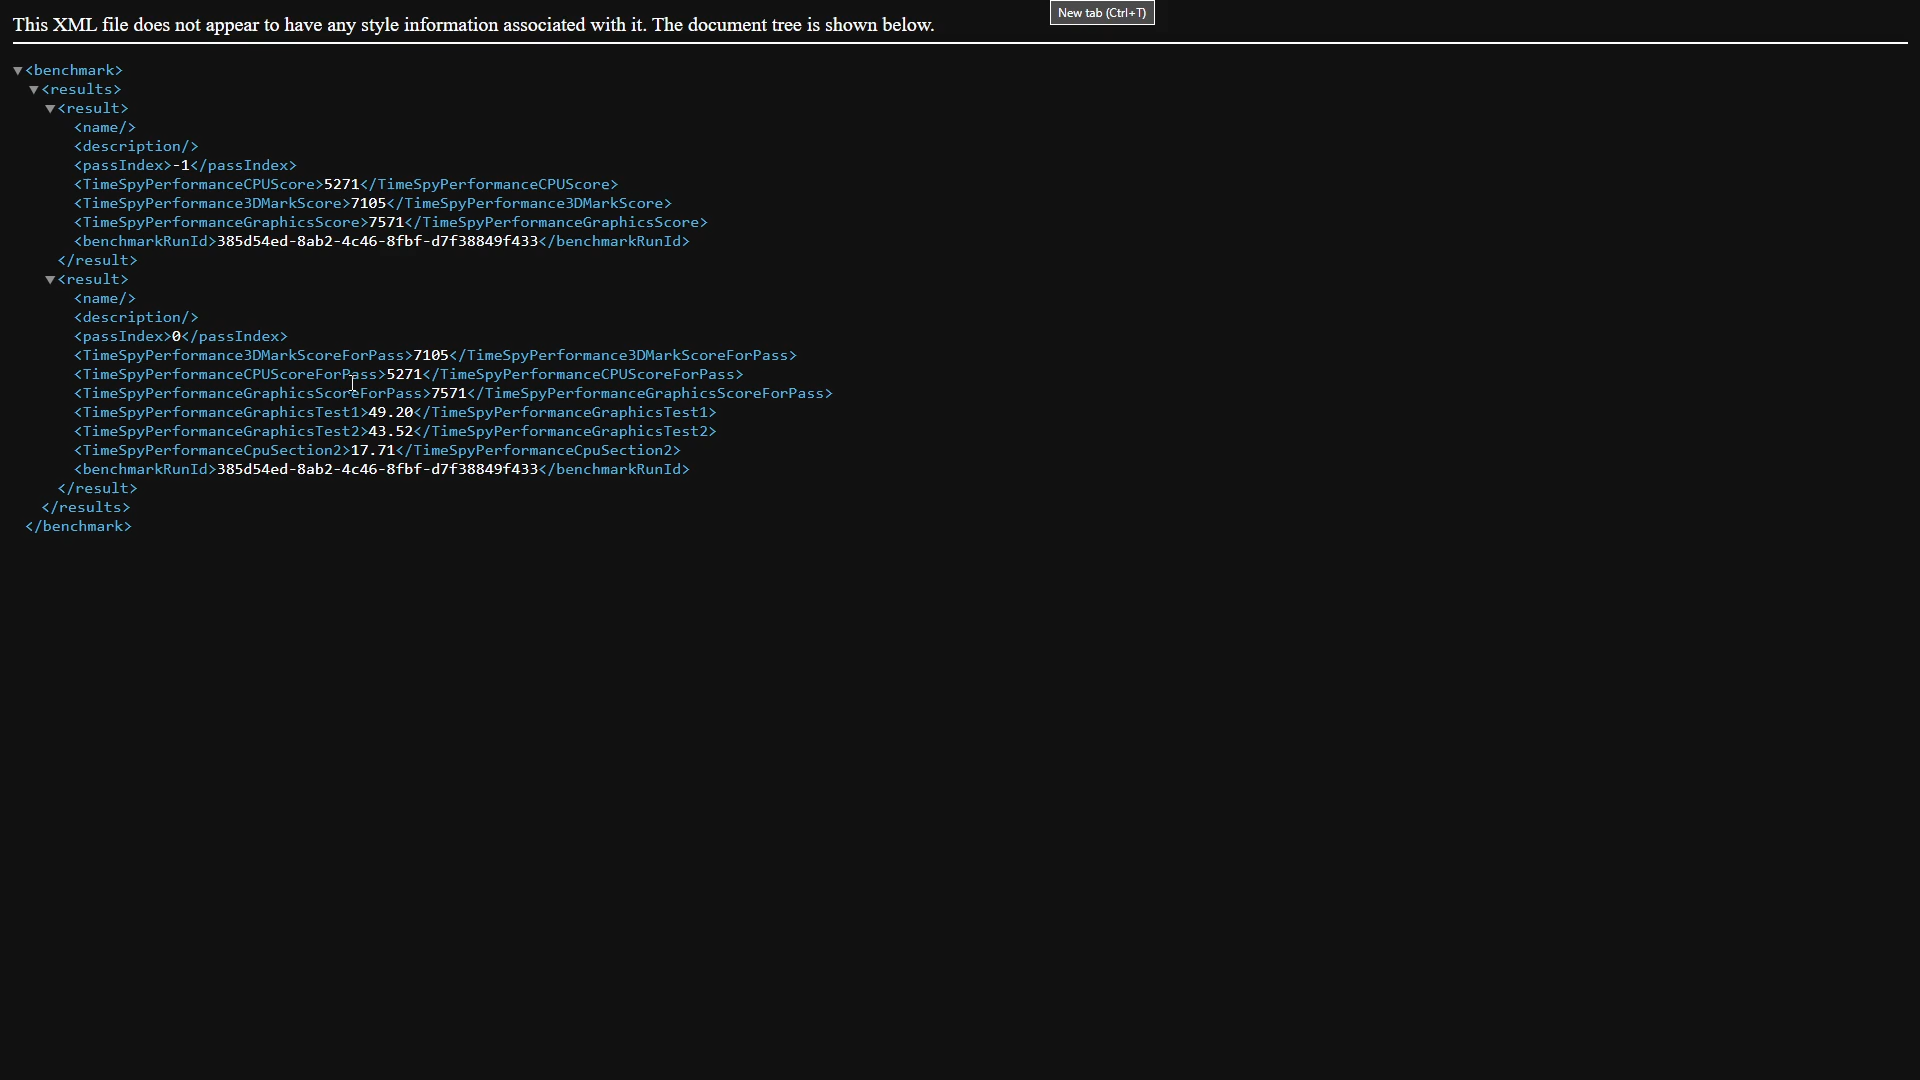 New tab (Ctrl+T)
This XML file does not appear to have any style information associated with it. The document tree is shown below.
▼<benchmark>
▼<results>
▼<result>
<name/>
<description/>
<passIndex>-1</passIndex>
<TimeSpyPerformanceCPUScore>5271</TimeSpyPerformanceCPUScore>
<TimeSpyPerformance3DMarkScore>7105</TimeSpyPerformance3DMarkScore>
<TimeSpyPerformanceGraphicsScore>7571</TimeSpyPerformanceGraphicsScore>
<benchmarkRunId>385d54ed-8ab2-4c46-8fbf-d7f38849f433</benchmarkRunId>
</result>
▼<result>
<name/>
<description/>
<passIndex>0</passIndex>
<TimeSpyPerformance3DMarkScoreForPass>7105</TimeSpyPerformance3DMarkScoreForPass>
<TimeSpyPerformanceCPUScoreForPass>5271</TimeSpyPerformanceCPUScoreForPass>
<TimeSpyPerformanceGraphicsScoreForPass>7571</TimeSpyPerformanceGraphicsScoreForPass>
<TimeSpyPerformanceGraphicsTest1>49.20</TimeSpyPerformanceGraphicsTest1>
<TimeSpyPerformanceGraphicsTest2>43.52</TimeSpyPerformanceGraphicsTest2>
<TimeSpyPerformanceCpuSection2>17.71</TimeSpyPerformanceCpuSection2>
<benchmarkRunId>385d54ed-8ab2-4c46-8fbf-d7f38849f433</benchmarkRunId>
</result>
</results>
</benchmark>